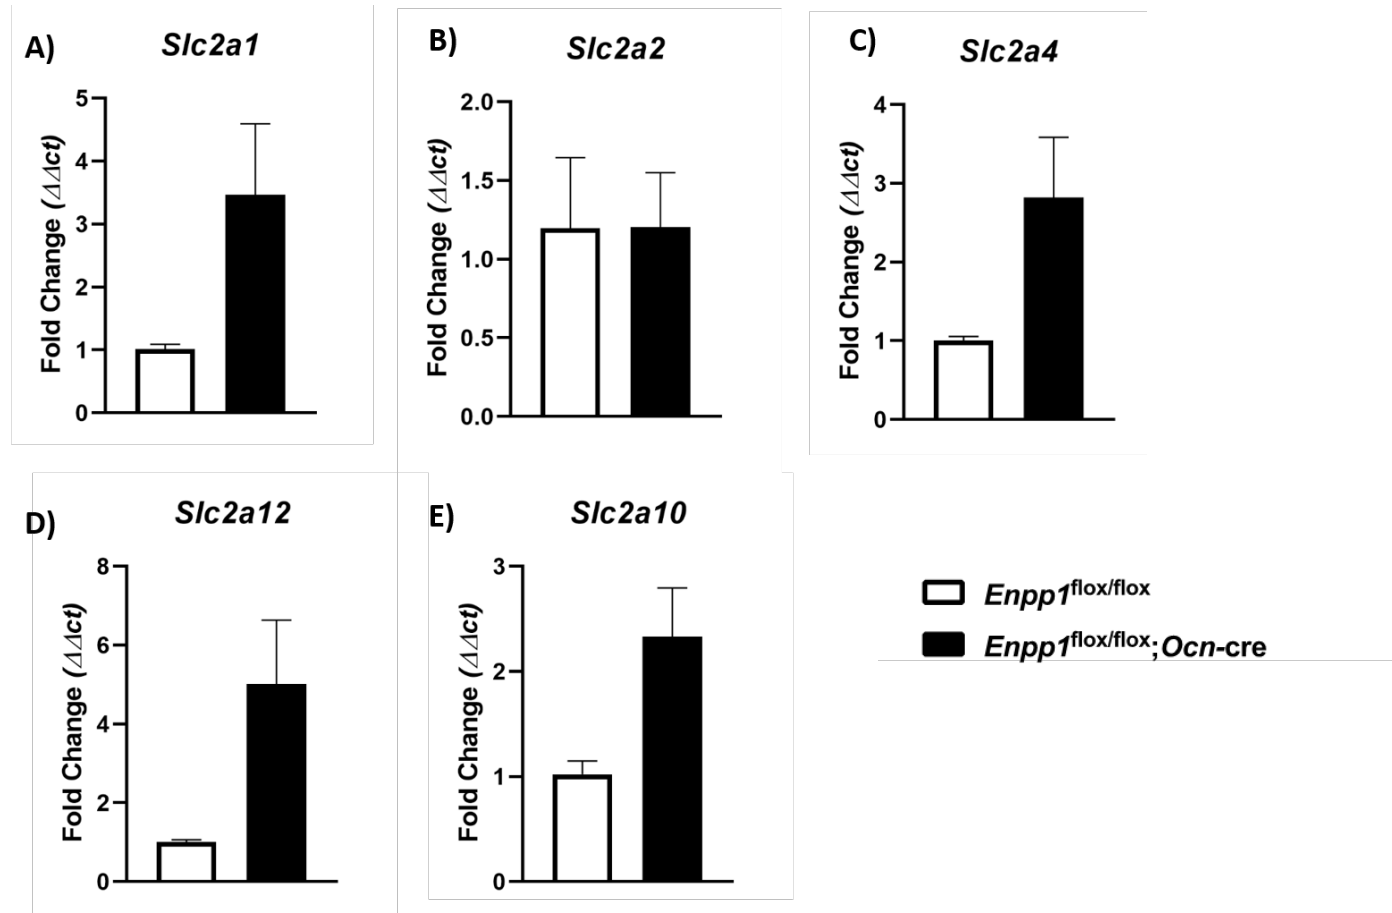 A)
Slc2a1
Fold Change (ΔΔct)
5
4
3
2
1
0
B)
Slc2a2
Fold Change (ΔΔct)
2.0
1.5
1.0
0.5
0.0
C)
Slc2a4
Fold Change (ΔΔct)
4
3
2
1
0
D)
Slc2a12
Fold Change (ΔΔct)
8
6
4
2
0
E)
Slc2a10
Fold Change (ΔΔct)
3
2
1
0
Enpp1flox/flox
Enpp1flox/flox;Ocn-cre